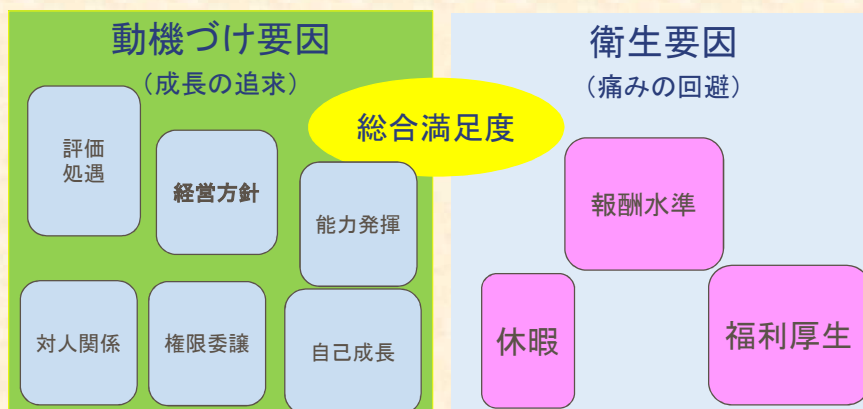 動機づけ要因
（成長の追求）
衛生要因
（痛みの回避）
総合満足度
評価
処遇
経営方針
能力発揮
対人関係
権限委譲
自己成長
報酬水準
休暇
福利厚生